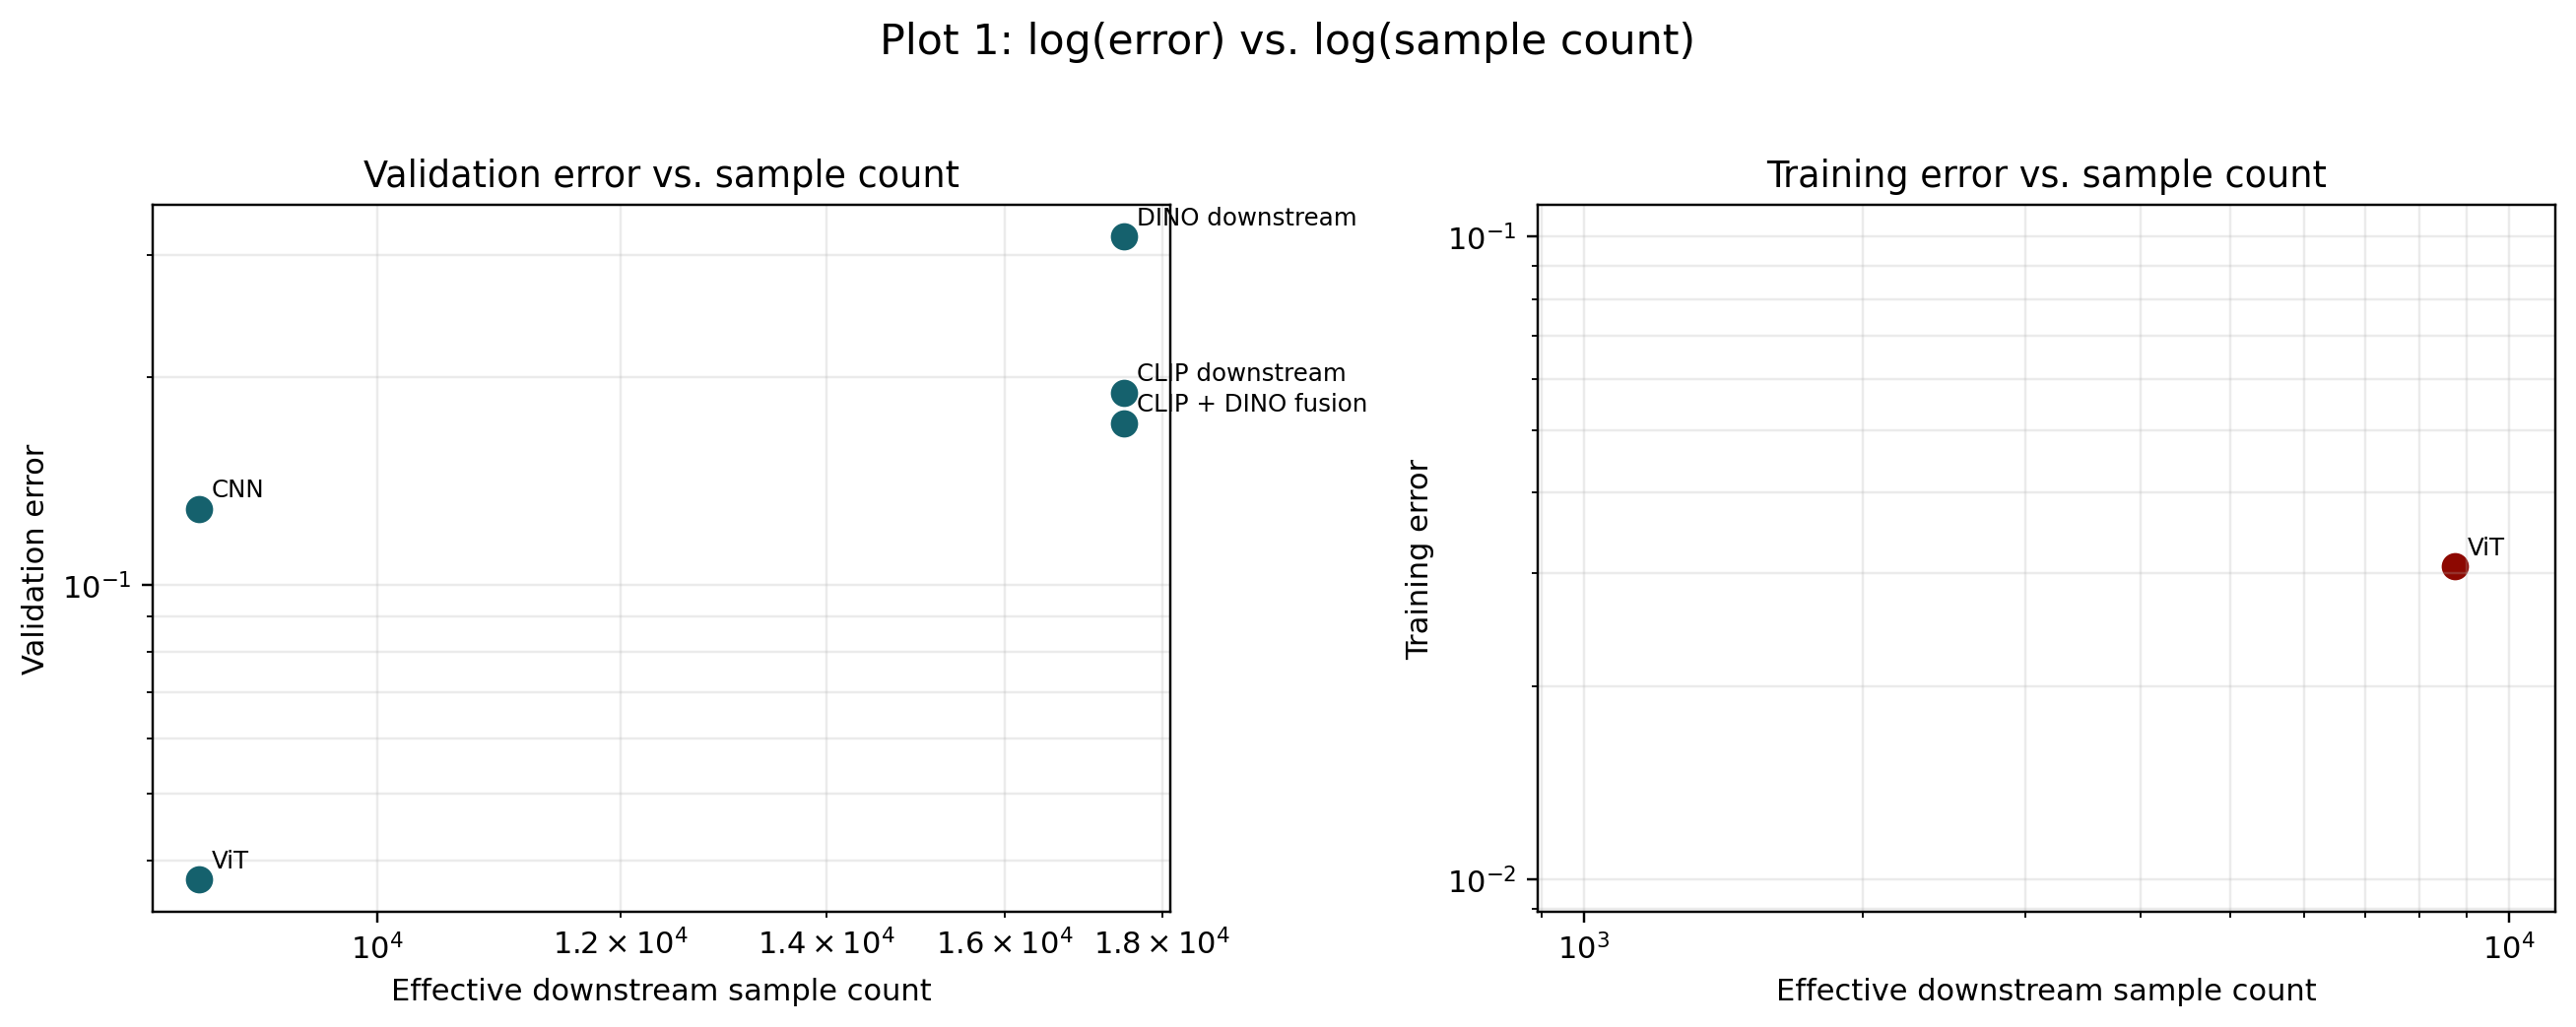 Plot 1: log(error) vs. log(sample count)
Validation error vs. sample count
DINO downstream
CLIP downstream
CLIP + DINO fusion
CNN
ViT
Validation error
10⁻¹
10⁴
1.2×10⁴
1.4×10⁴
1.6×10⁴
1.8×10⁴
Effective downstream sample count
Training error vs. sample count
10⁻¹
ViT
Training error
10⁻²
10³
10⁴
Effective downstream sample count